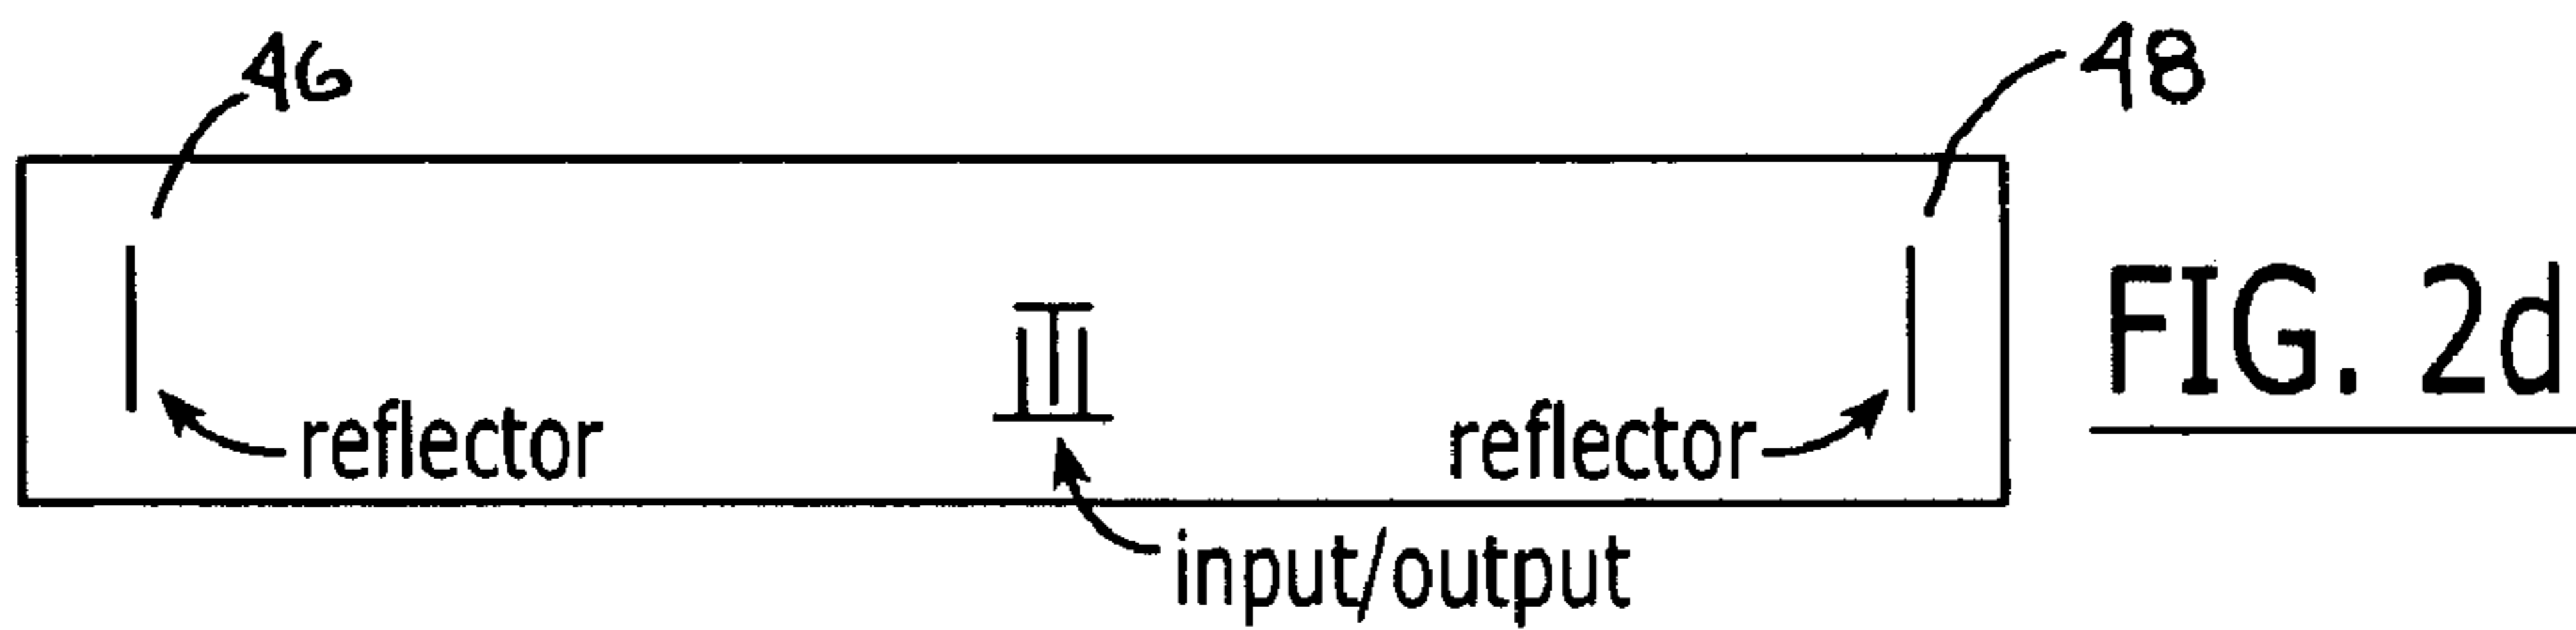 46
48
FIG. 2d
reflector
reflector
input/output